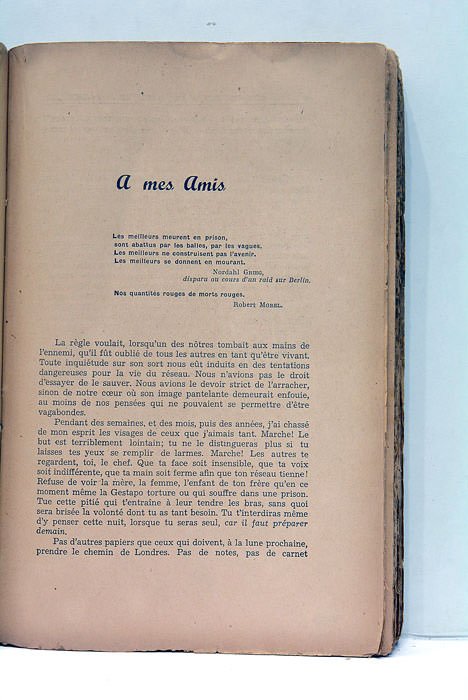 A mes Amis
Les meilleurs meurent en prison,
sont abattus par les balles, par les vagues.
Les meilleurs ne construisent pas l'avenir.
Les meilleurs se donnent en mourant.
Nordahl GRIEG,
disparu au cours d'un raid sur Berlin.
Nos quantités rouges de morts rouges.
Robert MOREL.
La règle voulait, lorsqu'un des nôtres tombait aux mains de
l'ennemi, qu'il fût oublié de tous les autres en tant qu'être vivant.
Toute inquiétude sur son sort nous eût induits en des tentations
dangereuses pour la vie du réseau. Nous n'avions pas le droit
d'essayer de le sauver. Nous avions le devoir strict de l'arracher,
sinon de notre cœur où son image pantelante demeurait enfouie,
au moins de nos pensées qui ne pouvaient se permettre d'être
vagabondes.
Pendant des semaines, et des mois, puis des années, j'ai chassé
de mon esprit les visages de ceux que j'aimais tant. Marche! Le
but est terriblement lointain; tu ne le distingueras plus si tu
laisses tes yeux se remplir de larmes. Marche! Les autres te
regardent, toi, le chef. Que ta face soit insensible, que ta voix
soit indifférente, que ta main soit ferme afin que ton réseau tienne!
Refuse de voir la mère, la femme, l'enfant de ton frère qu'en ce
moment même la Gestapo torture ou qui souffre dans une prison.
Tue cette pitié qui t'entraîne à leur tendre les bras, sans quoi
sera brisée la volonté dont tu as tant besoin. Tu t'interdiras même
d'y penser cette nuit, lorsque tu seras seul, car il faut préparer
demain.
Pas d'autres papiers que ceux qui doivent, à la lune prochaine,
prendre le chemin de Londres. Pas de notes, pas de carnet